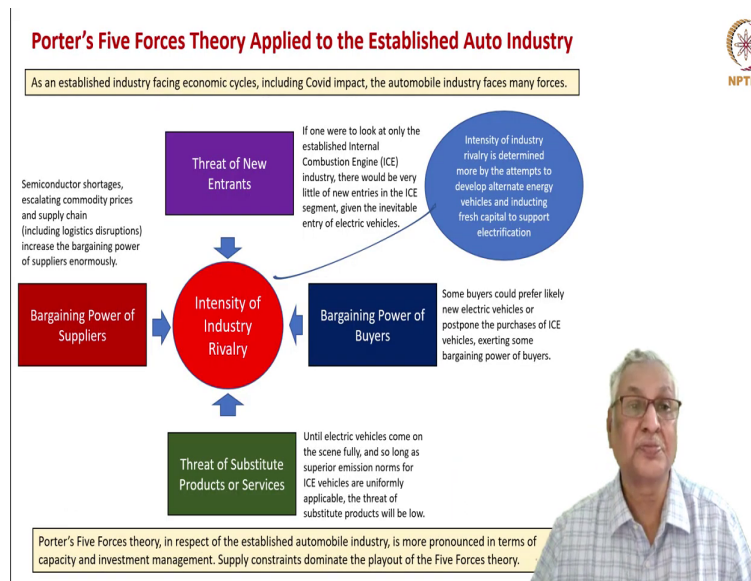 Porter's Five Forces Theory Applied to the Established Auto Industry
As an established industry facing economic cycles, including Covid impact, the automobile industry faces many forces.
Threat of New
Entrants
If one were to look at only the
established Internal
Combustion Engine (ICE)
industry, there would be very
little of new entries in the ICE
segment, given the inevitable
entry of electric vehicles.
Intensity of industry
rivalry is determined
more by the attempts to
develop alternate energy
vehicles and inducting
fresh capital to support
electrification
Semiconductor shortages,
escalating commodity prices
and supply chain
(including logistics disruptions)
increase the bargaining power
of suppliers enormously.
Bargaining Power of
Suppliers
Intensity of
Industry
Rivalry
Bargaining Power of
Buyers
Some buyers could prefer likely
new electric vehicles or
postpone the purchases of ICE
vehicles, exerting some
bargaining power of buyers.
Threat of Substitute
Products or Services
Until electric vehicles come on
the scene fully, and so long as
superior emission norms for
ICE vehicles are uniformly
applicable, the threat of
substitute products will be low.
Porter's Five Forces theory, in respect of the established automobile industry, is more pronounced in terms of
capacity and investment management. Supply constraints dominate the playout of the Five Forces theory.